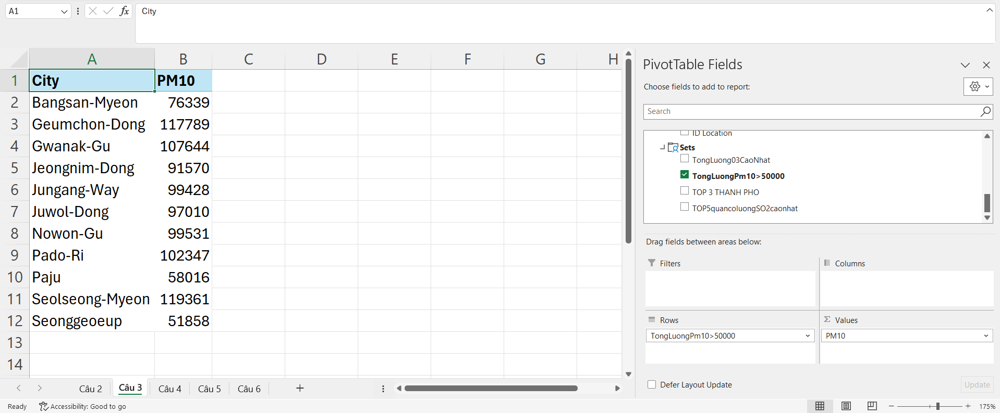 A1
fx
City
A B C D E F G H
1 City PM10
2 Bangsan-Myeon 76339
3 Geumchon-Dong 117789
4 Gwanak-Gu 107644
5 Jeongnim-Dong 91570
6 Jungang-Way 99428
7 Juwol-Dong 97010
8 Nowon-Gu 99531
9 Pado-Ri 102347
10 Paju 58016
11 Seolseong-Myeon 119361
12 Seonggeoeup 51858
13
14
Câu 2 Câu 3 Câu 4 Câu 5 Câu 6
Ready Accessibility: Good to go
PivotTable Fields
Choose fields to add to report:
Search
ID Location
Sets
TongLuong03CaoNhat
TongLuongPm10>50000
TOP 3 THANH PHO
TOP5quancoluongSO2caonhat
Drag fields between areas below:
Filters
Columns
Rows
Σ Values
TongLuongPm10>50000
PM10
Defer Layout Update
Update
175%